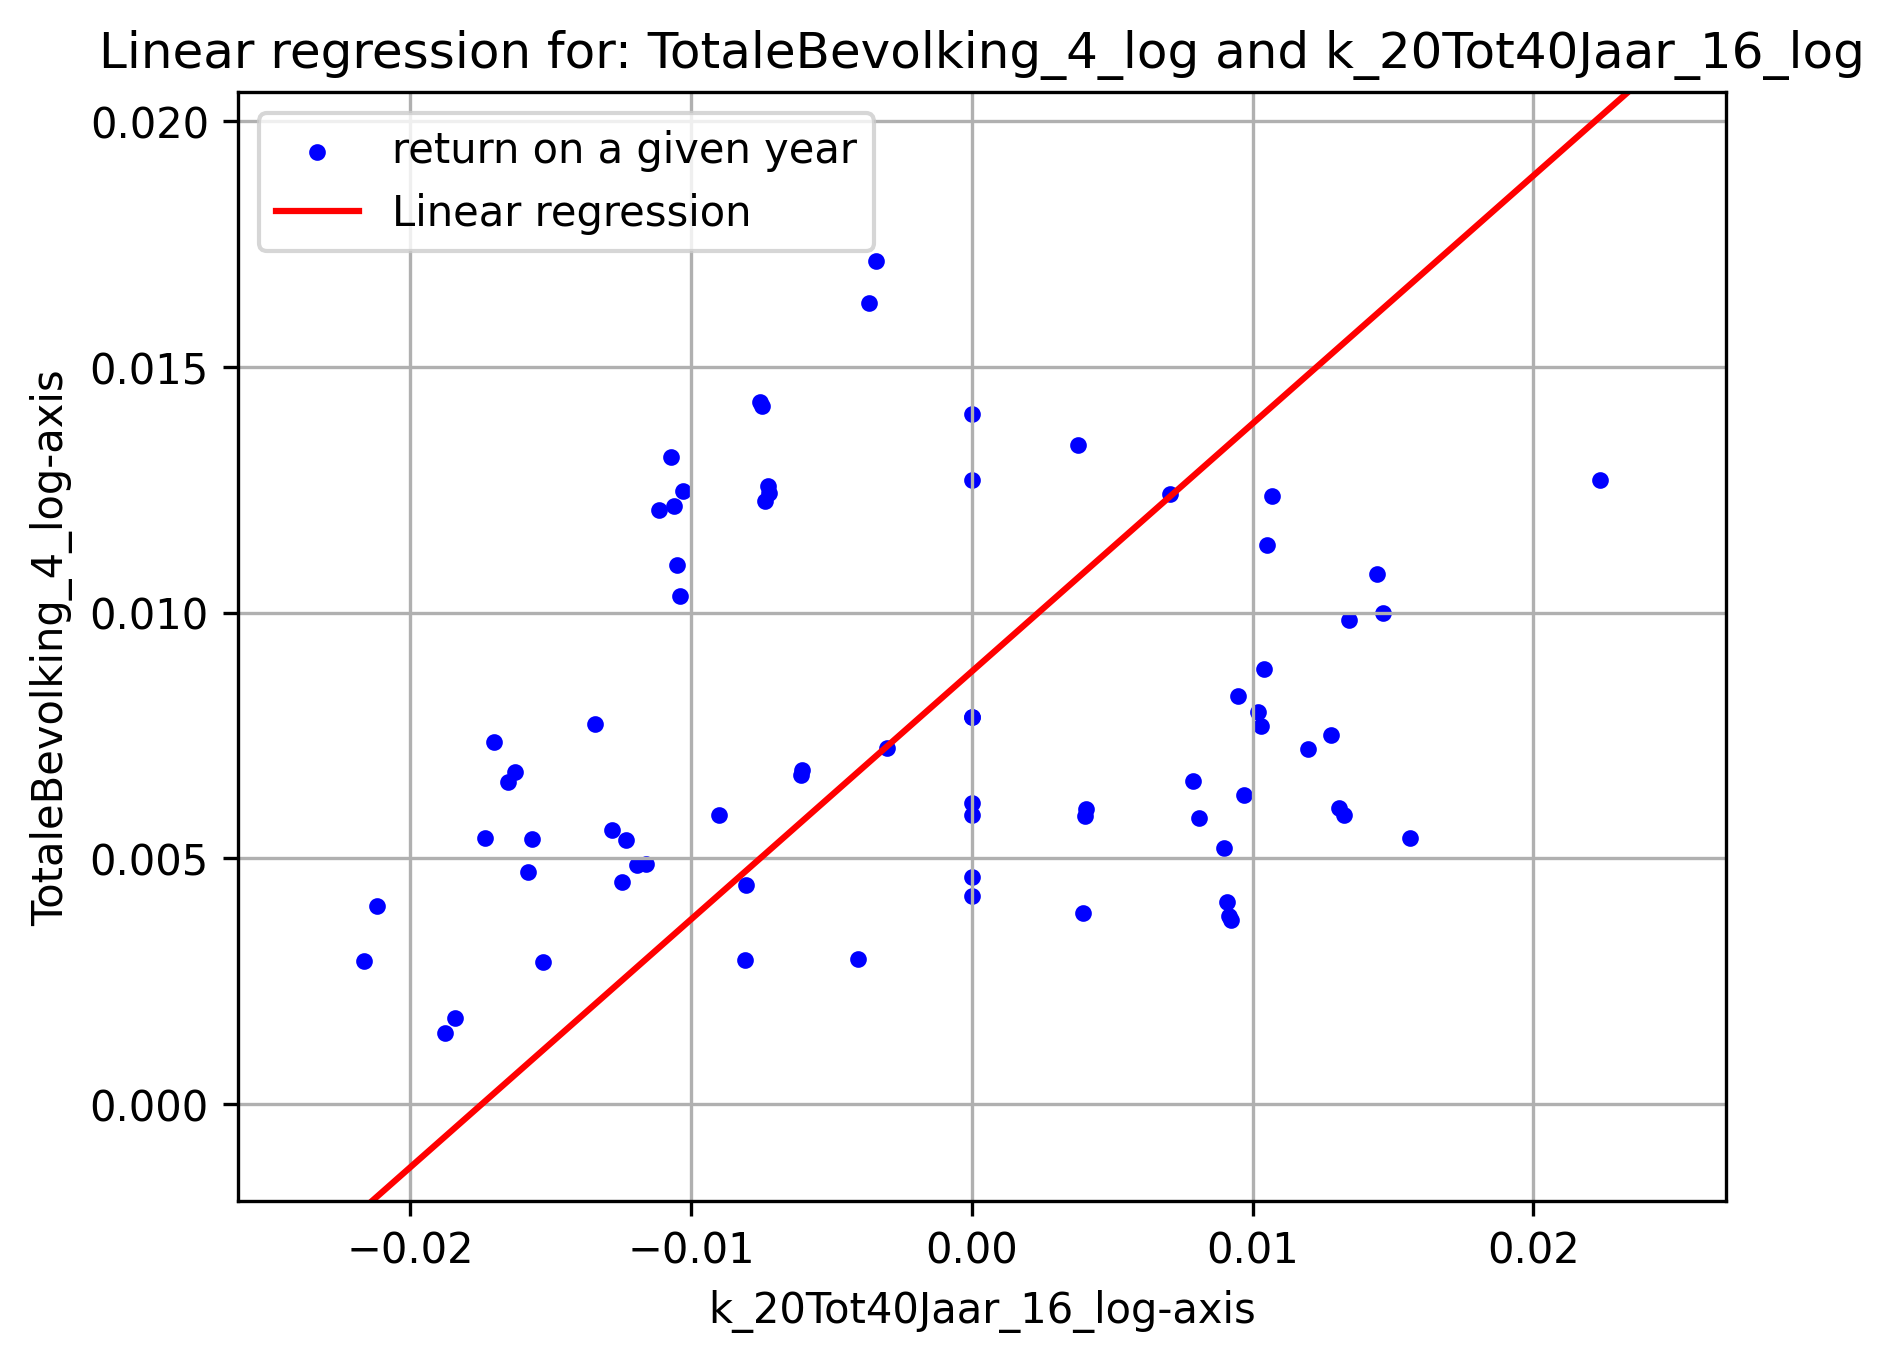 Linear regression for: TotaleBevolking_4_log and k_20Tot40Jaar_16_log
return on a given year
Linear regression
TotaleBevolking_4_log-axis
0.020
0.015
0.010
0.005
0.000
−0.02
−0.01
0.00
0.01
0.02
k_20Tot40Jaar_16_log-axis